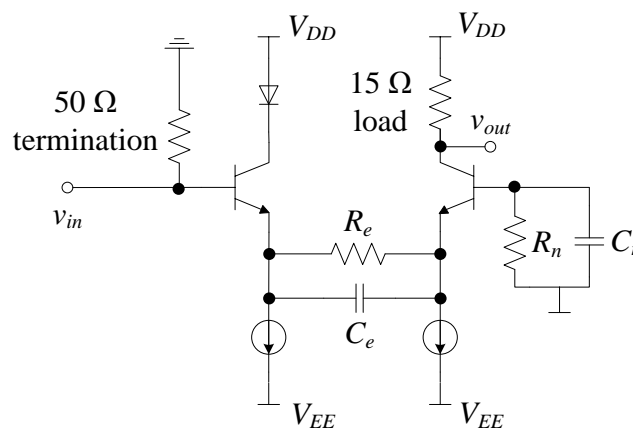 V_DD V_DD
50 Ω
termination
15 Ω
load
v_out
v_in
R_e
R_n
C_e
V_EE V_EE